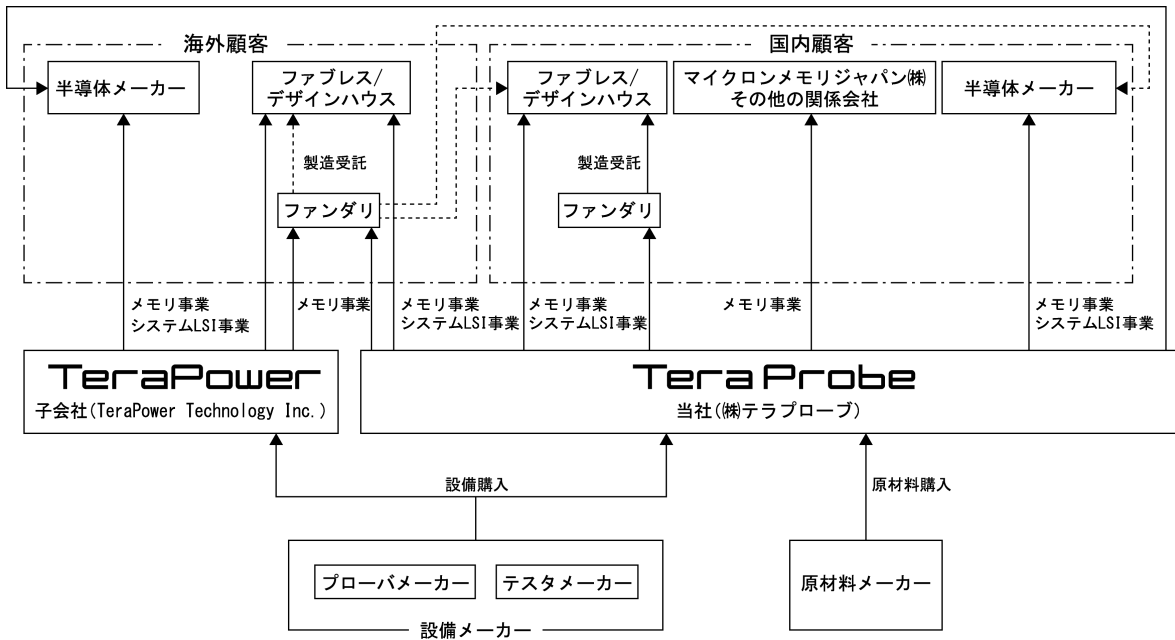 海外顧客
国内顧客
半導体メーカー
ファブレス/
デザインハウス
ファブレス/
デザインハウス
マイクロンメモリジャパン㈱
その他の関係会社
半導体メーカー
製造受託
製造受託
ファンダリ
ファンダリ
メモリ事業
システムLSI事業
メモリ事業
メモリ事業
システムLSI事業
メモリ事業
システムLSI事業
メモリ事業
メモリ事業
システムLSI事業
TeraPower
子会社(TeraPower Technology Inc.)
Tera Probe
当社(㈱テラプローブ)
設備購入
原材料購入
プローバメーカー
テスタメーカー
設備メーカー
原材料メーカー